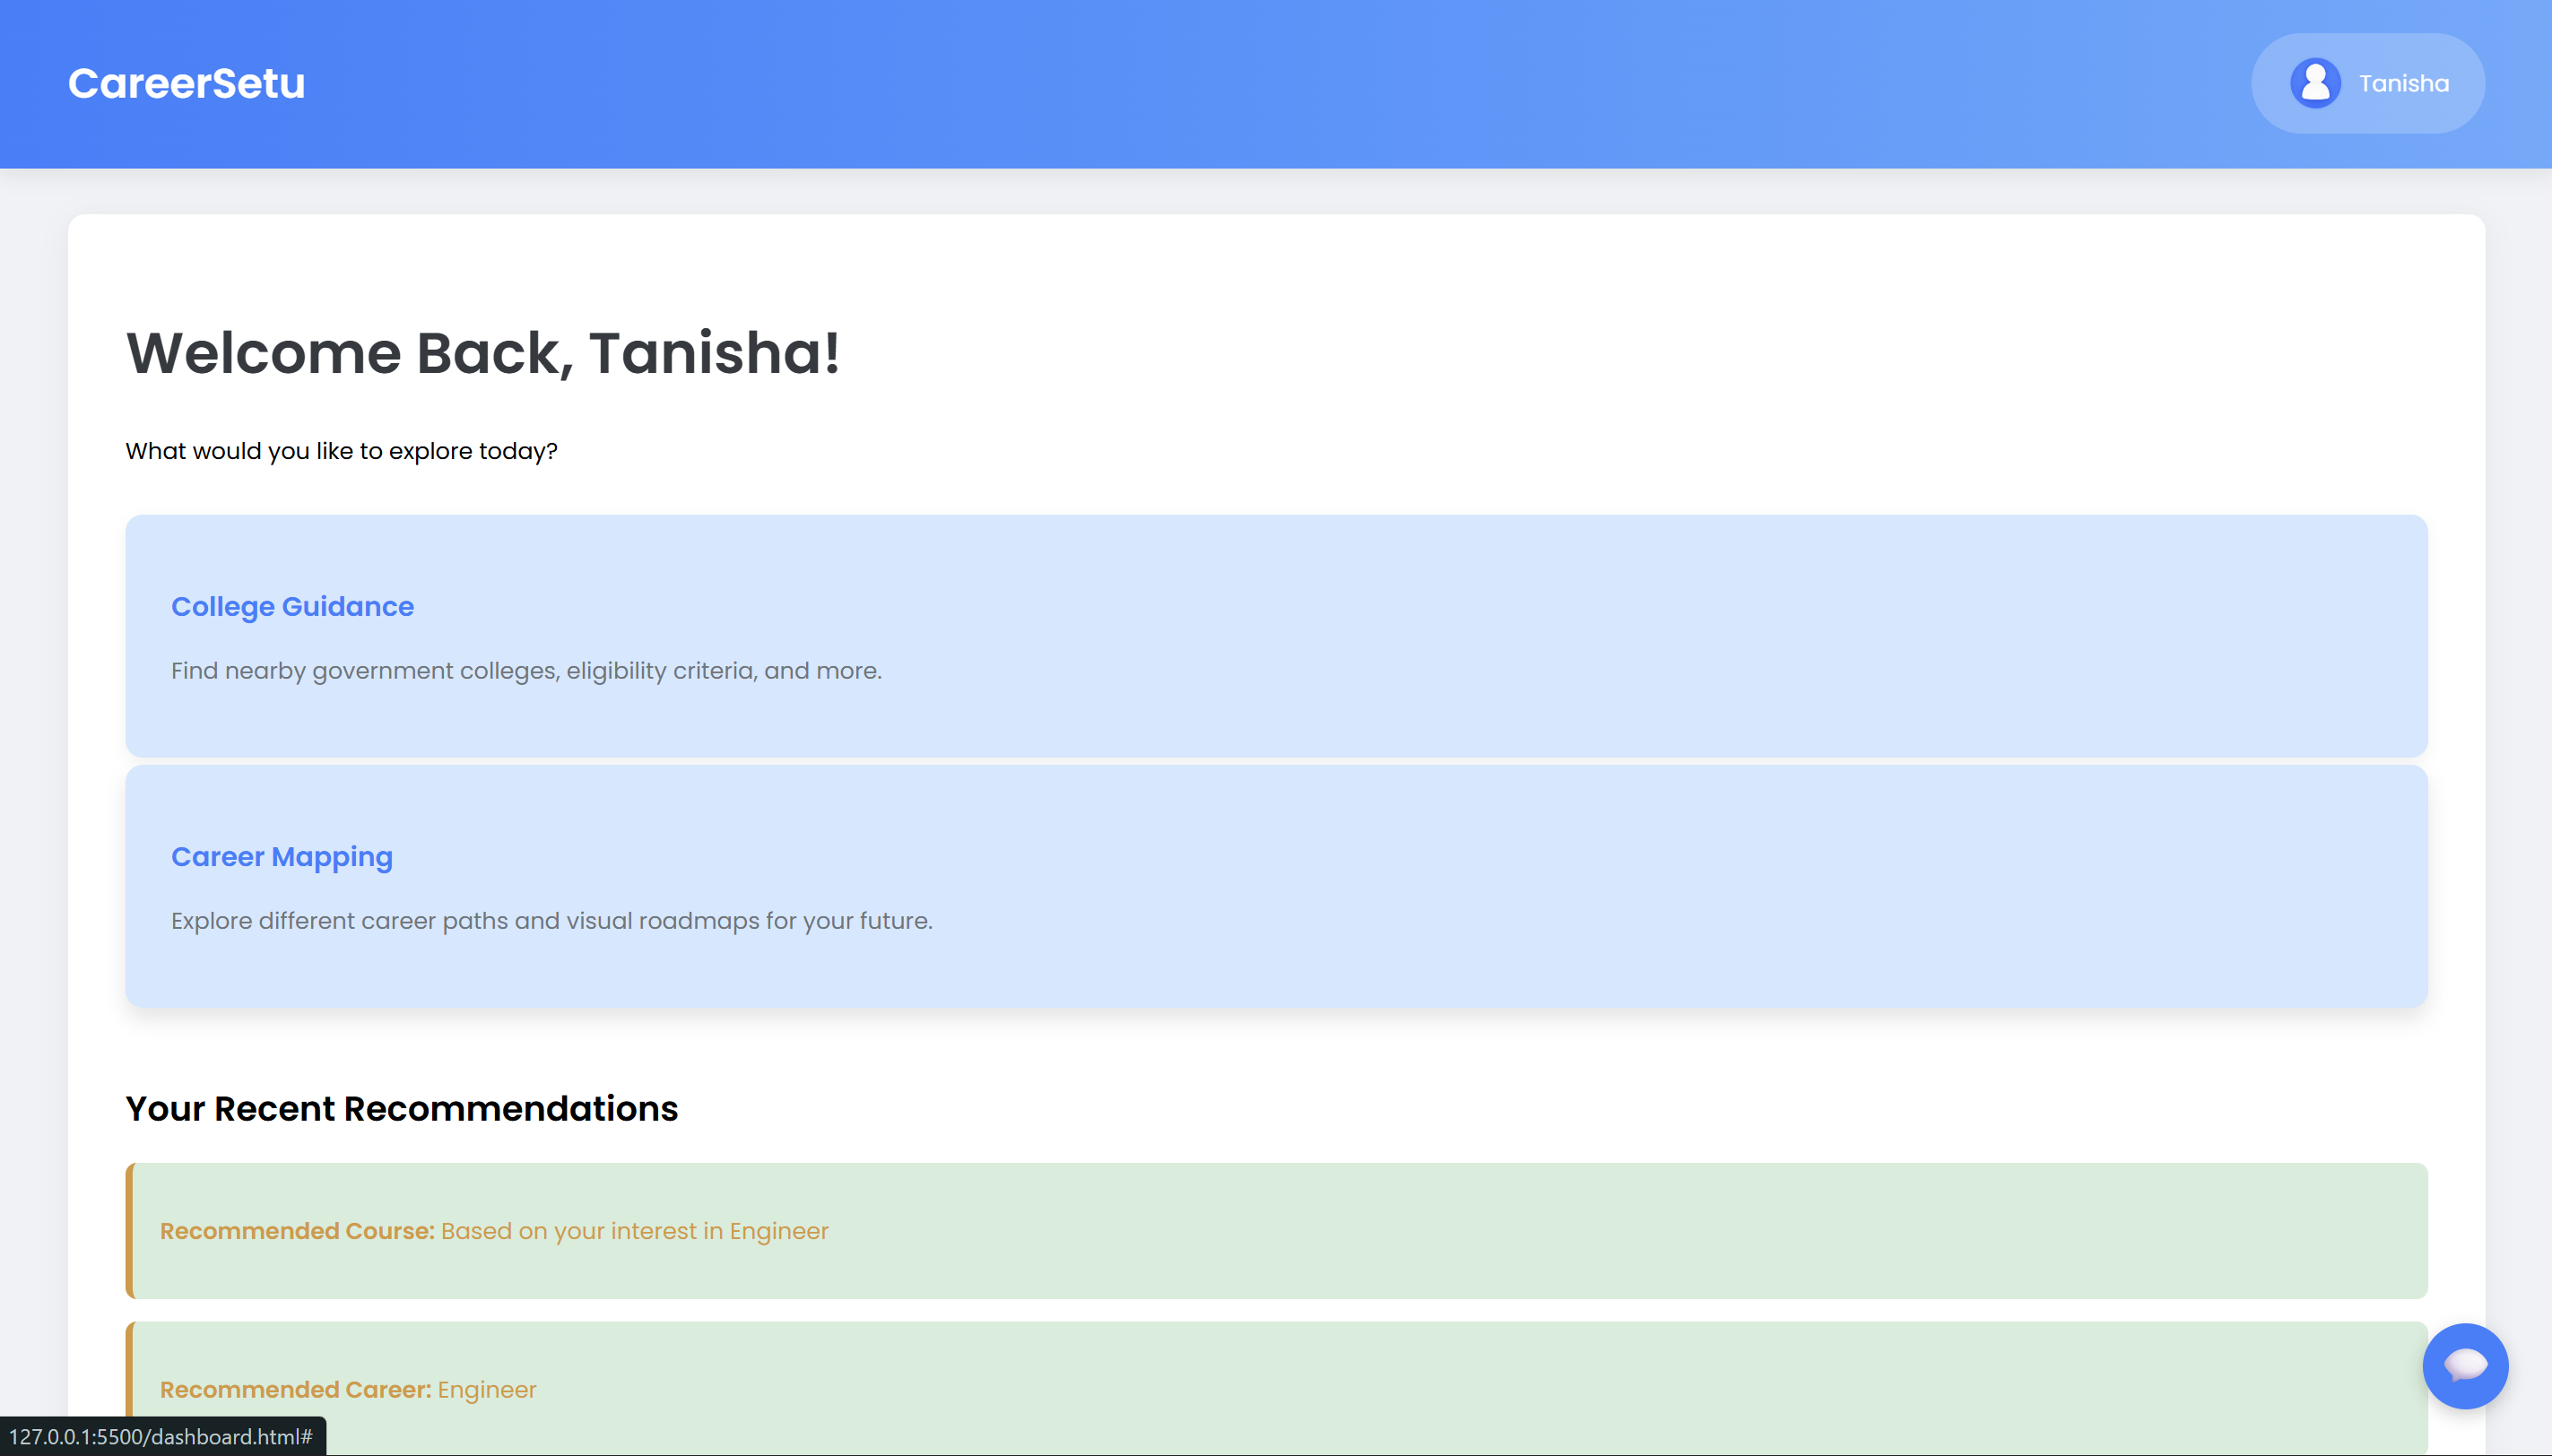 CareerSetu
Tanisha
Welcome Back, Tanisha!
What would you like to explore today?
College Guidance
Find nearby government colleges, eligibility criteria, and more.
Career Mapping
Explore different career paths and visual roadmaps for your future.
Your Recent Recommendations
Recommended Course: Based on your interest in Engineer
Recommended Career: Engineer
127.0.0.1:5500/dashboard.html#